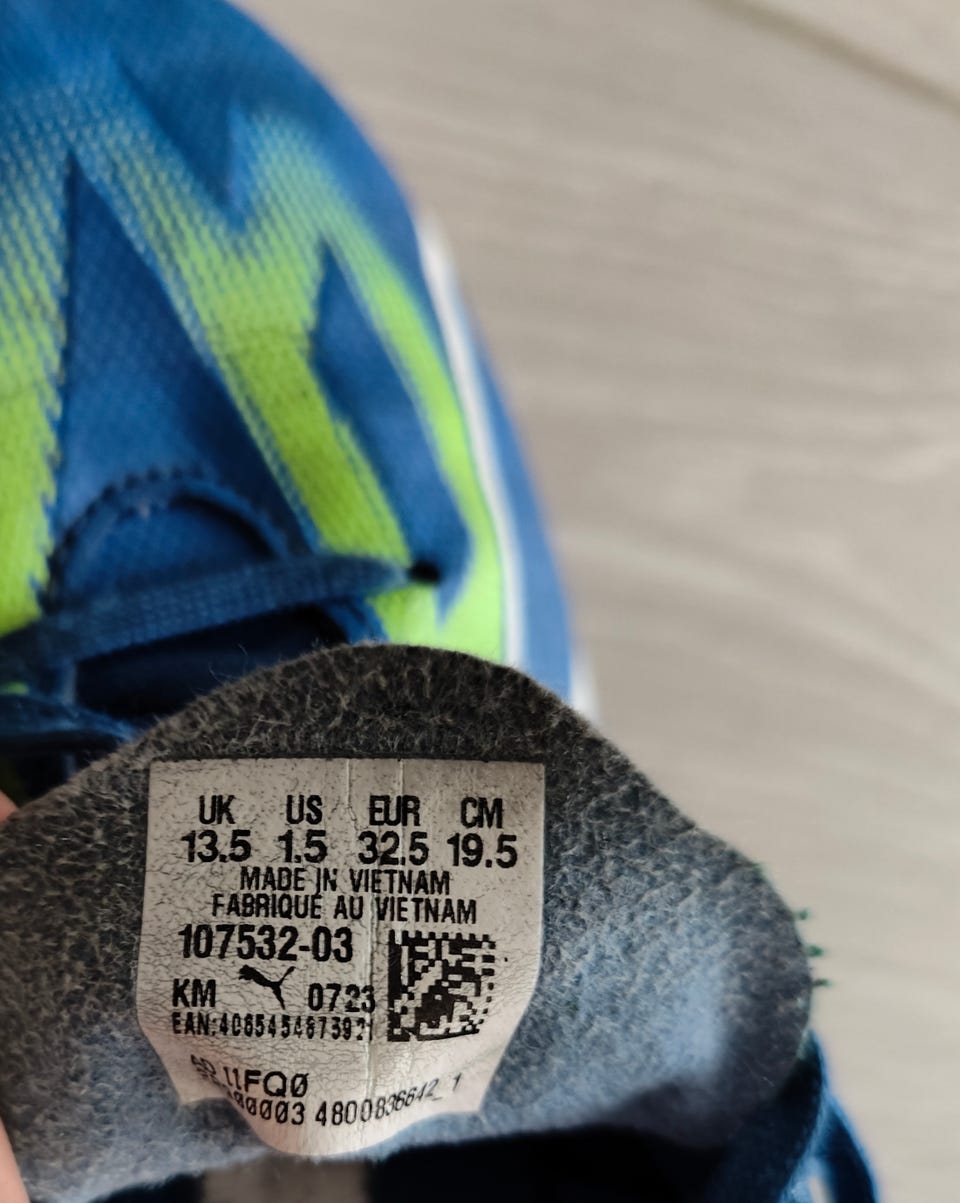 UK US EUR CM
13.5 1.5 32.5 19.5
MADE IN VIETNAM
FABRIQUE AU VIETNAM
107532-03
KM 0723
11FQ0
4800836642_1